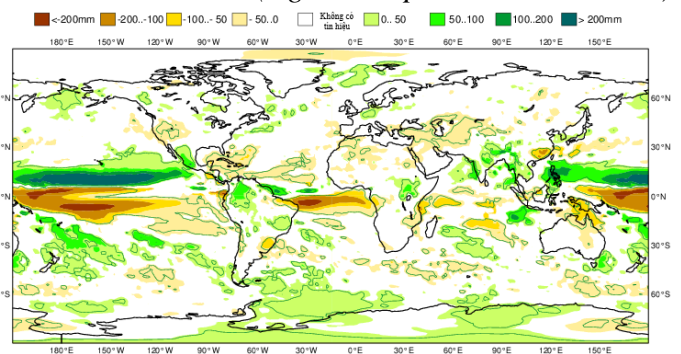 <-200mm -200..-100 -100..- 50 - 50..0 Không có tín hiệu 0.. 50 50..100 100..200 > 200mm
180°E 150°W 120°W 90°W 60°W 30°W 0°E 30°E 60°E 90°E 120°E 150°E
°N 60°N
°N 30°N
°N 0°N
°S 30°S
°S 60°S
180°E 150°W 120°W 90°W 60°W 30°W 0°E 30°E 60°E 90°E 120°E 150°E